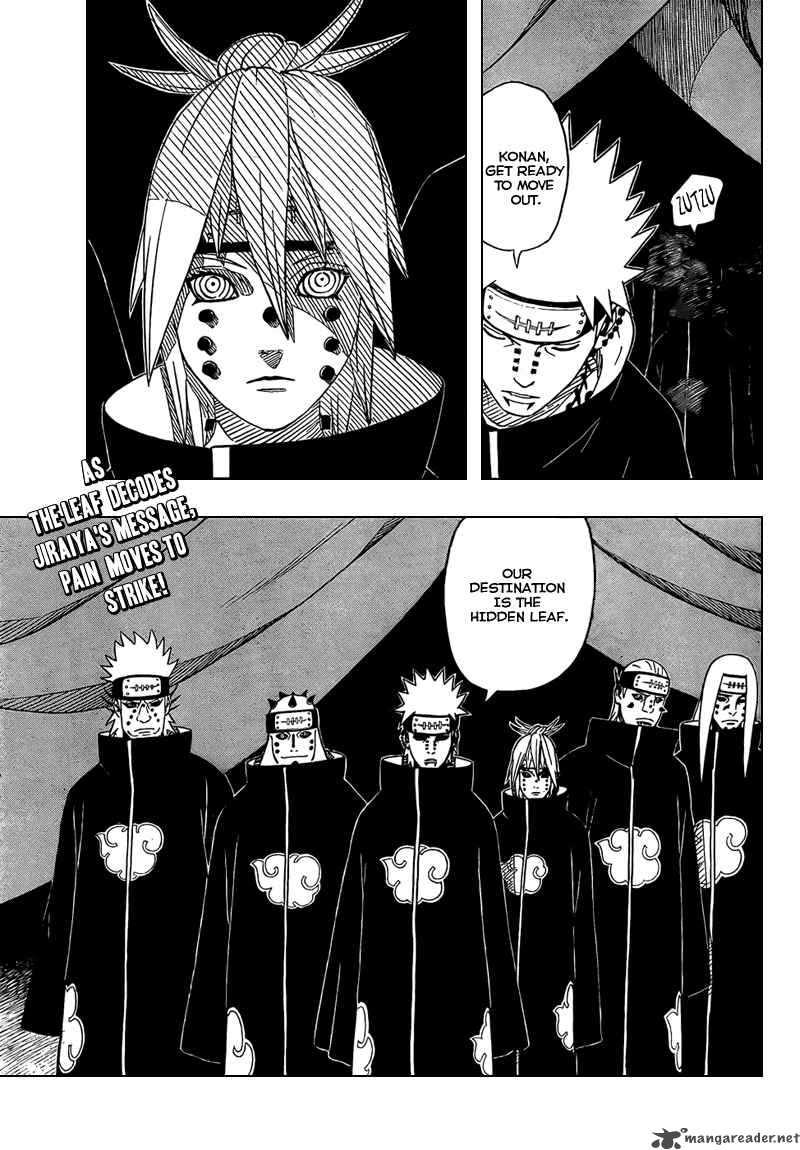 KONAN,
GET READY
TO MOVE
OUT.
ZUTZU
AS
THE LEAF DECODES
JIRAIYA'S MESSAGE,
PAIN MOVES TO
STRIKE!
OUR
DESTINATION
IS THE
HIDDEN LEAF.
mangareader.net